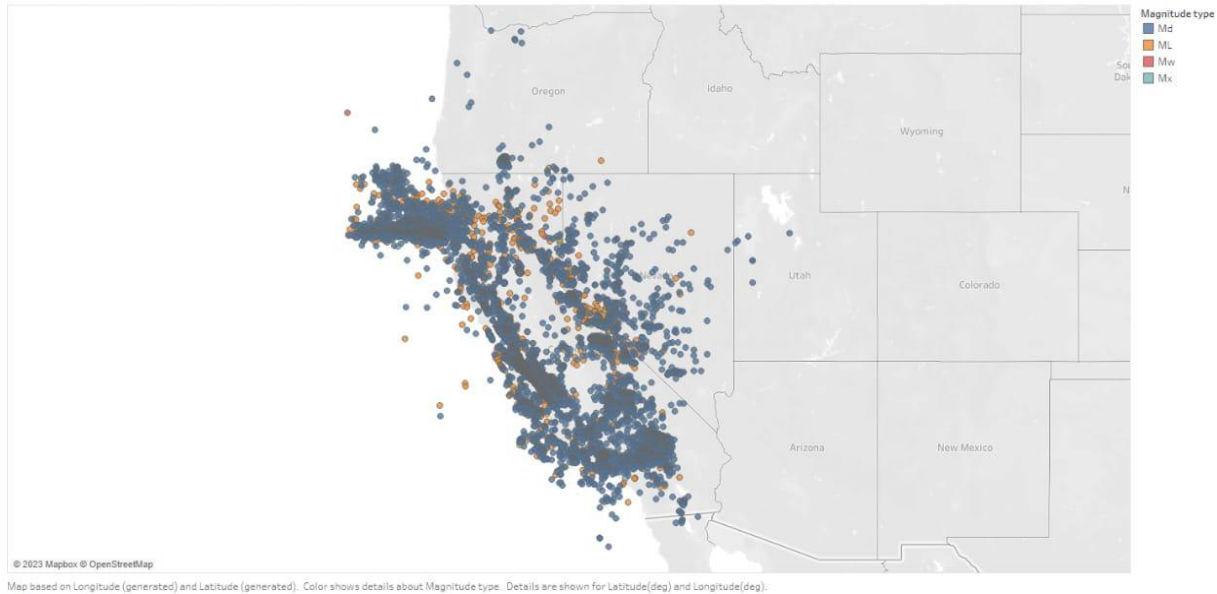 Magnitude type
Md
ML
Mw
Mx
Oregon
Idaho
Wyoming
Utah
Colorado
Arizona
New Mexico
© 2023 Mapbox © OpenStreetMap
Map based on Longitude (generated) and Latitude (generated). Color shows details about Magnitude type. Details are shown for Latitude(deg) and Longitude(deg).